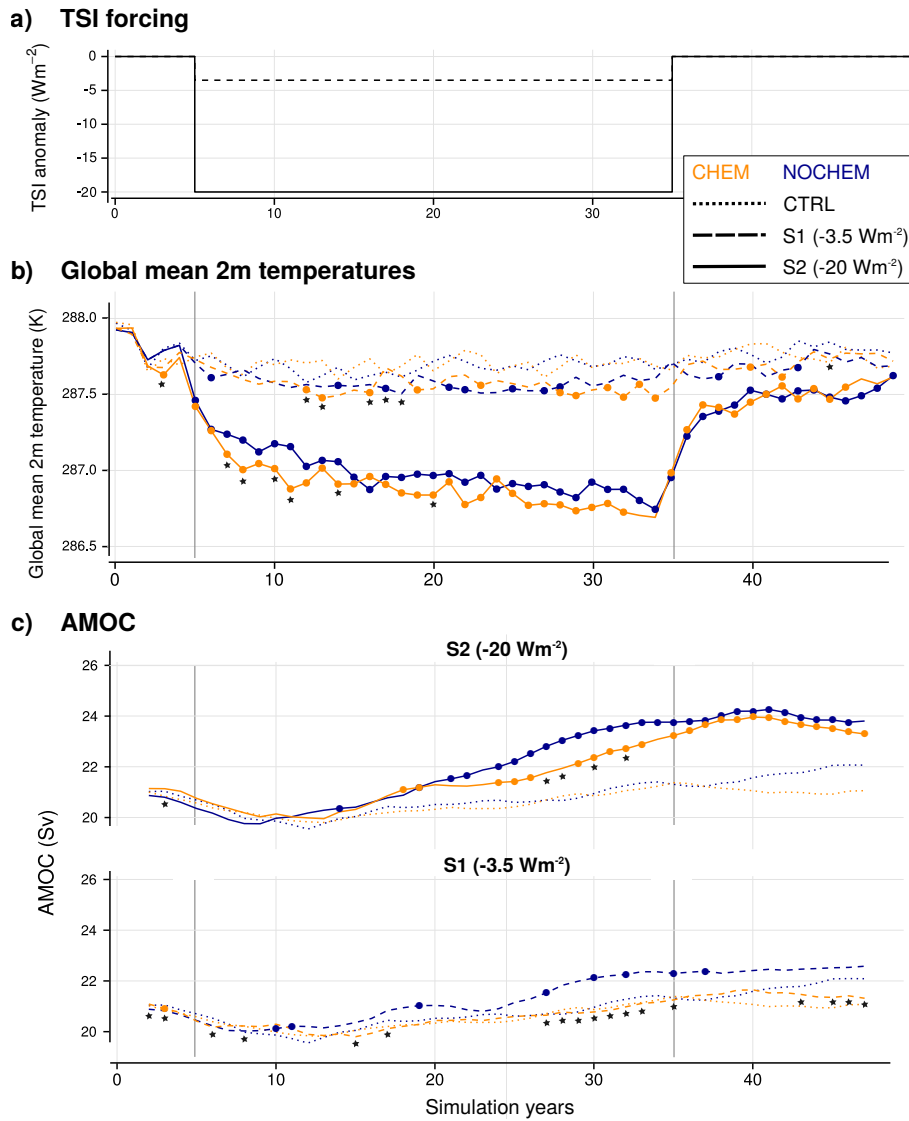 a) TSI forcing
TSI anomaly (Wm⁻²)
0
-5
-10
-15
-20
0 10 20 30
CHEM NOCHEM
CTRL
S1 (-3.5 Wm⁻²)
S2 (-20 Wm⁻²)
b) Global mean 2m temperatures
Global mean 2m temperature (K)
288.0
287.5
287.0
286.5
0 10 20 30 40
c) AMOC
S2 (-20 Wm⁻²)
26
24
22
20
AMOC (Sv)
S1 (-3.5 Wm⁻²)
26
24
22
20
0 10 20 30 40
Simulation years